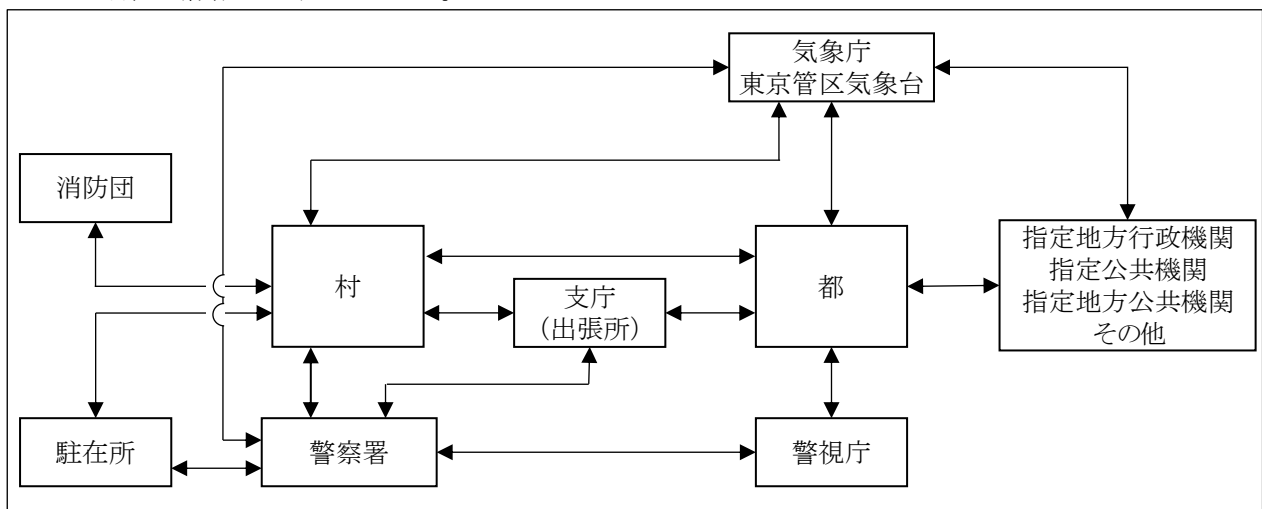 気象庁
東京管区気象台
消防団
村
支庁
（出張所）
都
指定地方行政機関
指定公共機関
指定地方公共機関
その他
駐在所
警察署
警視庁